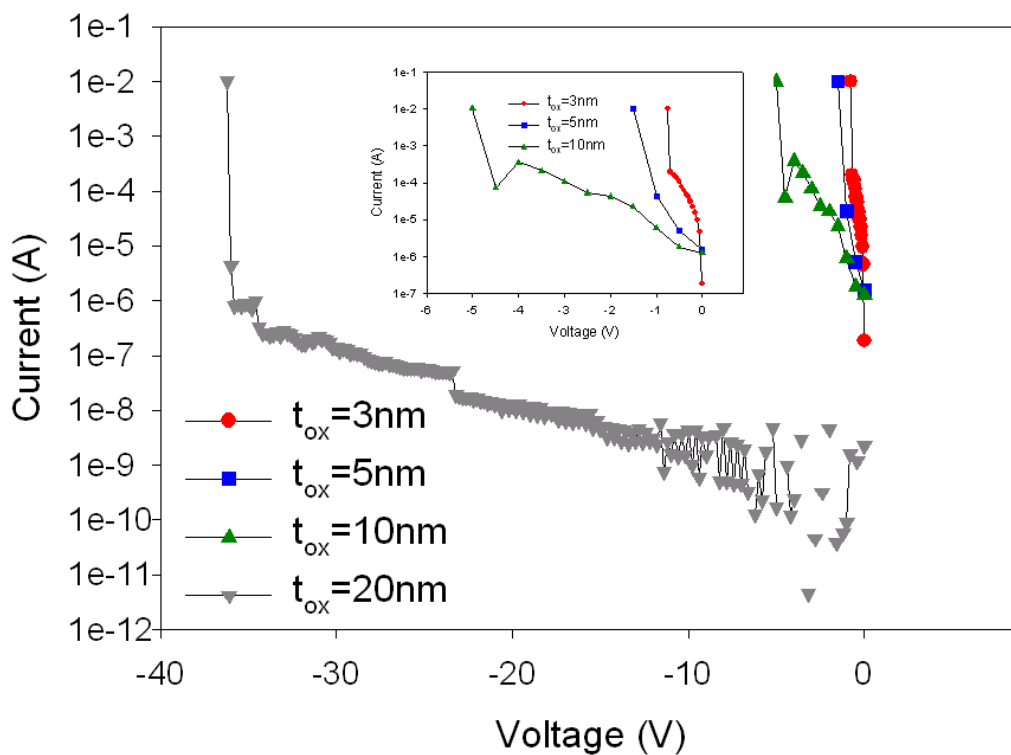 1e-1
1e-2
1e-3
1e-4
1e-5
1e-6
1e-7
1e-8
1e-9
1e-10
1e-11
1e-12
Current (A)
-40 -30 -20 -10 0
Voltage (V)
tox=3nm
tox=5nm
tox=10nm
tox=20nm
1e-1
1e-2
1e-3
1e-4
1e-5
1e-6
1e-7
Current (A)
-6 -5 -4 -3 -2 -1 0
Voltage (V)
tox=3nm
tox=5nm
tox=10nm